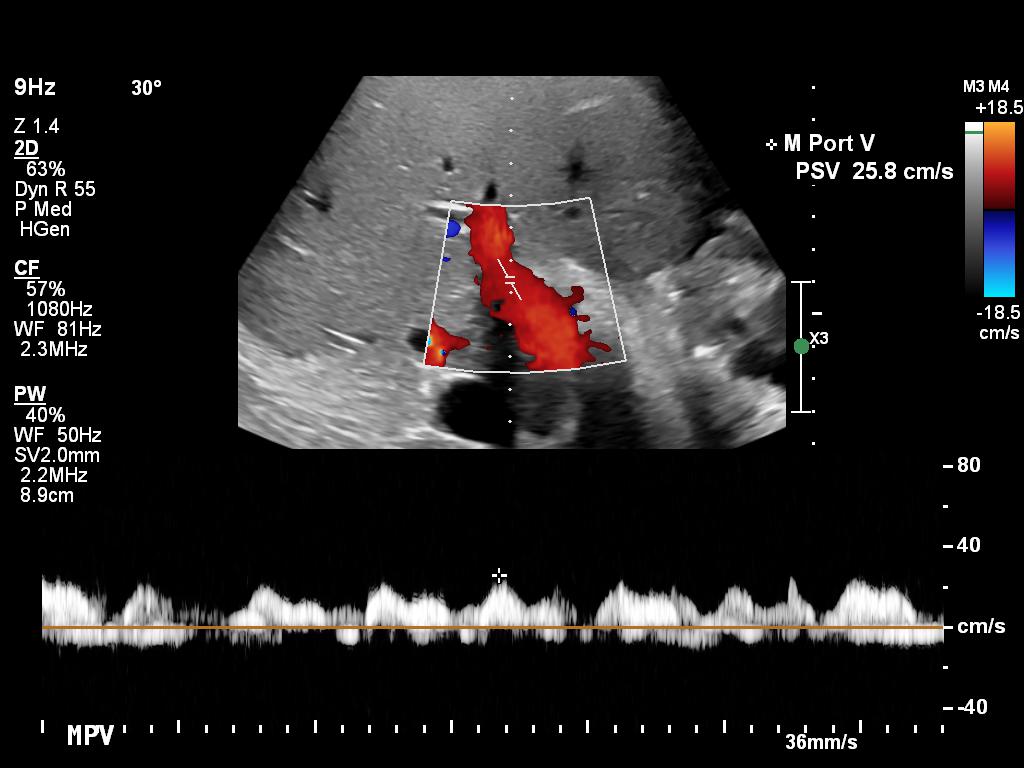 9Hz
30°
Z 1.4
2D
63%
Dyn R 55
P Med
HGen
CF
57%
1080Hz
WF 81Hz
2.3MHz
PW
40%
WF 50Hz
SV2.0mm
2.2MHz
8.9cm
M3 M4
+18.5
-18.5
cm/s
M Port V
PSV 25.8 cm/s
X3
80
40
cm/s
-40
MPV
36mm/s